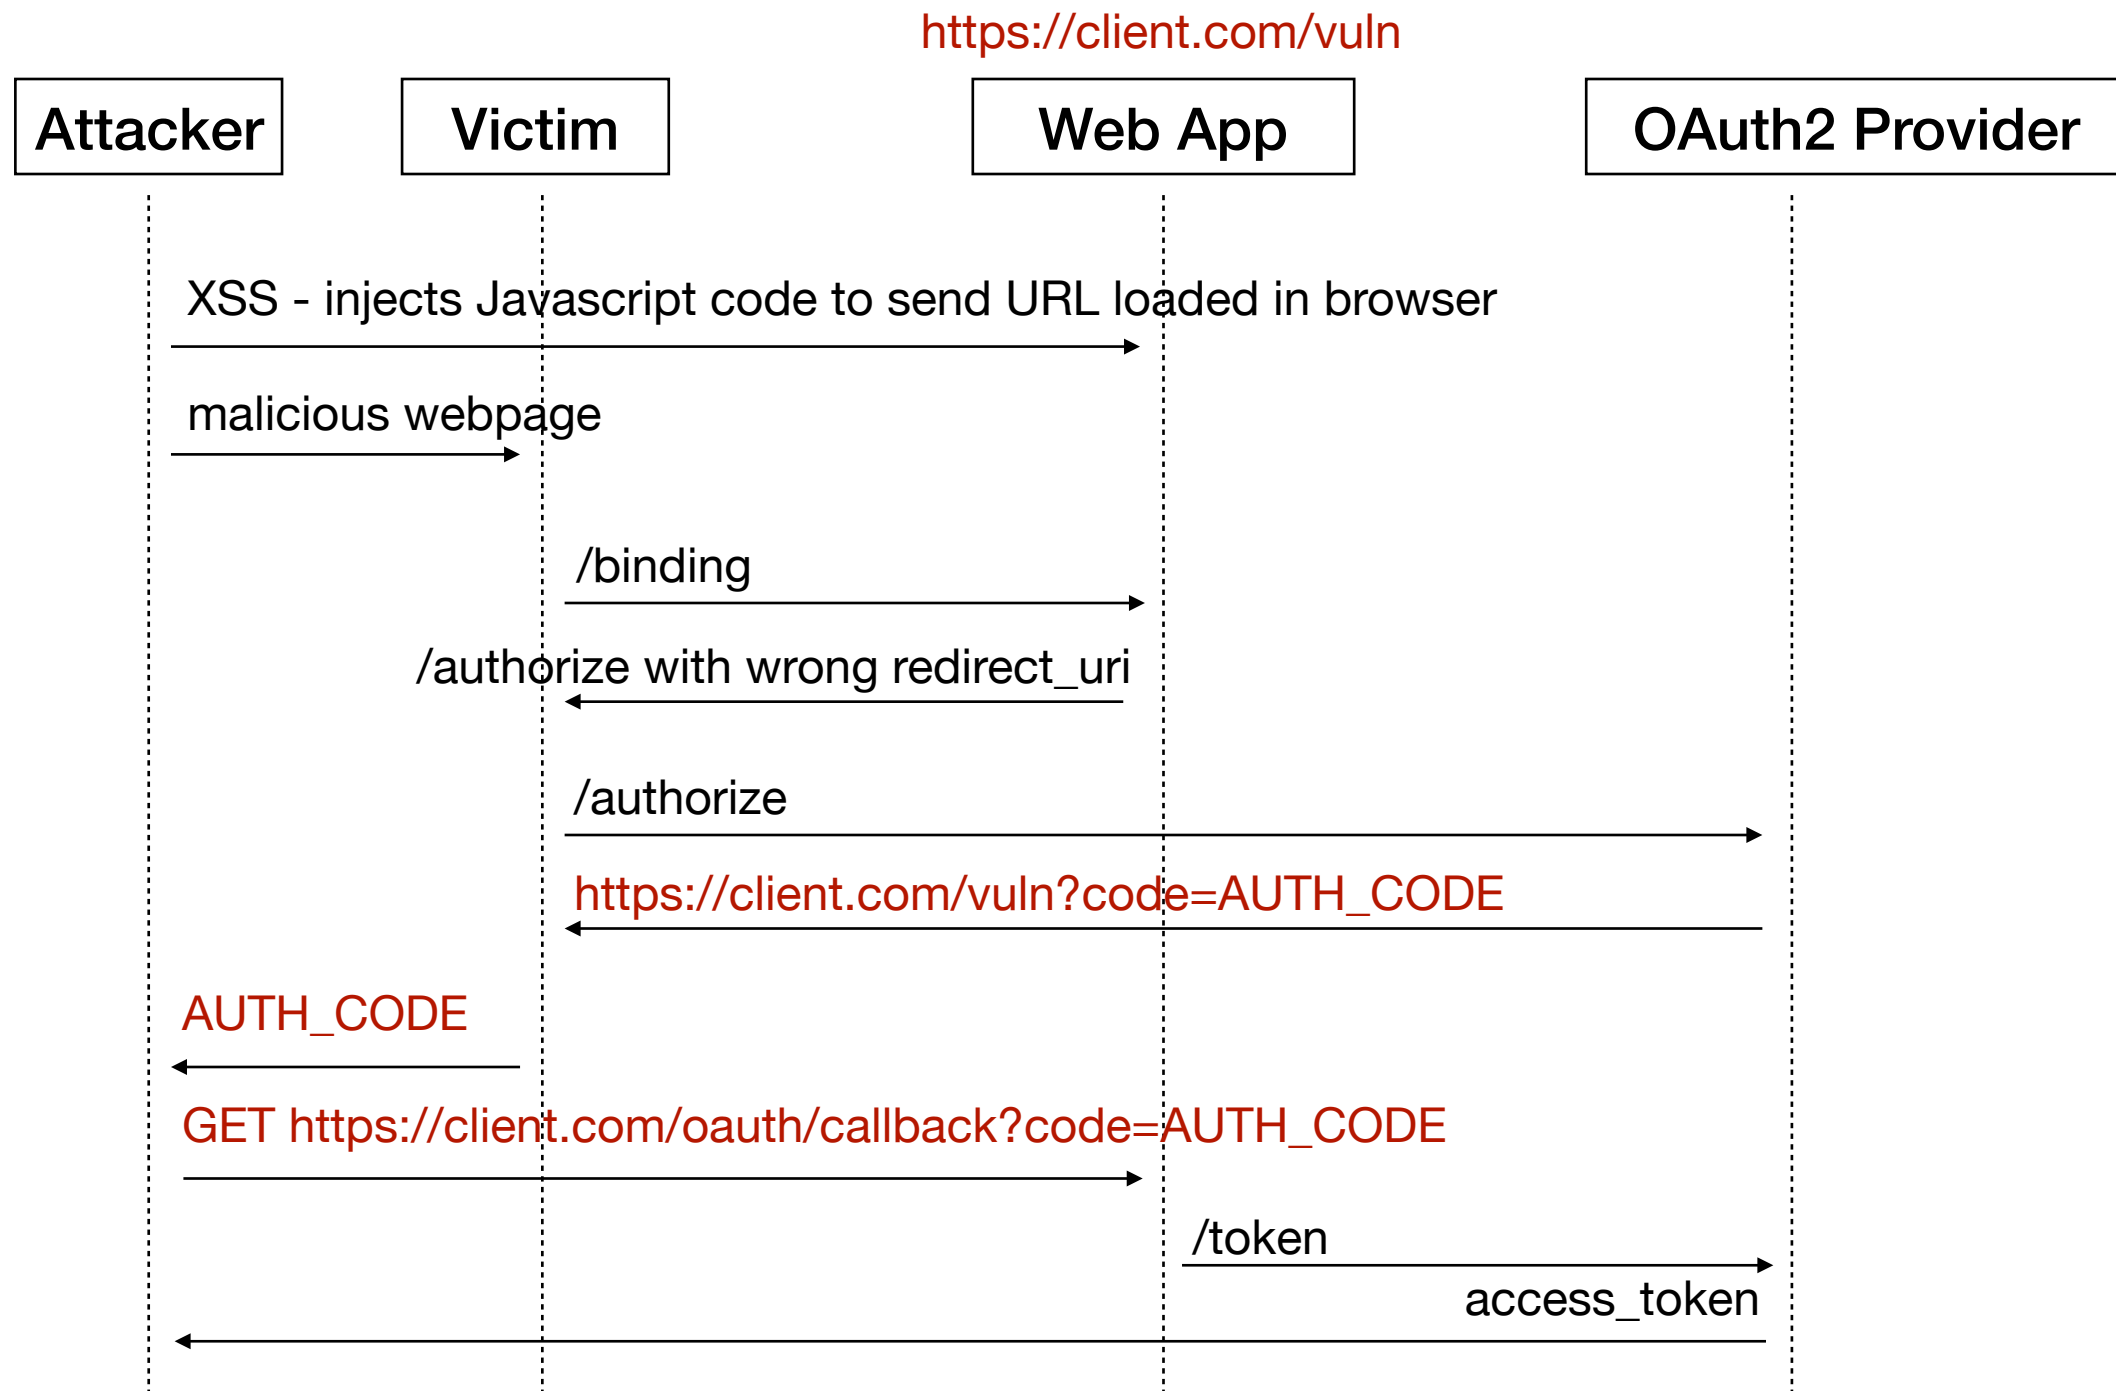 https://client.com/vuln
Attacker
Victim
Web App
OAuth2 Provider
XSS - injects Javascript code to send URL loaded in browser
malicious webpage
/binding
/authorize with wrong redirect_uri
/authorize
https://client.com/vuln?code=AUTH_CODE
AUTH_CODE
GET https://client.com/oauth/callback?code=AUTH_CODE
/token
access_token